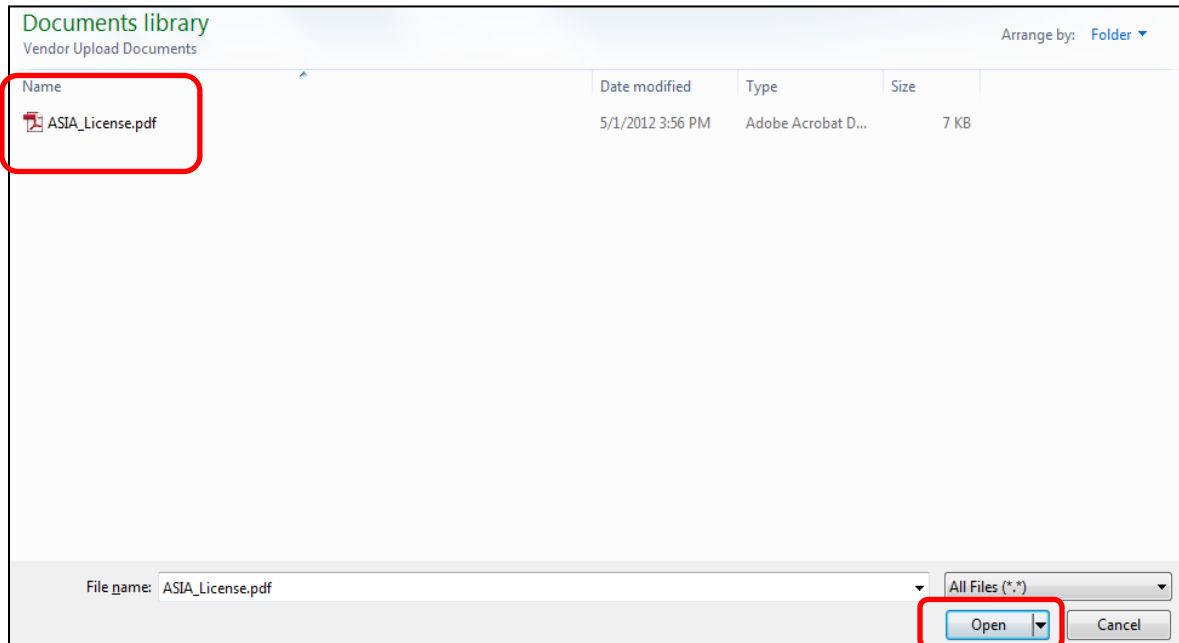 Documents library
Vendor Upload Documents
Arrange by: Folder
Name Date modified Type Size
ASIA_License.pdf 5/1/2012 3:56 PM Adobe Acrobat D... 7 KB
File name: ASIA_License.pdf All Files (*.*)
Open Cancel